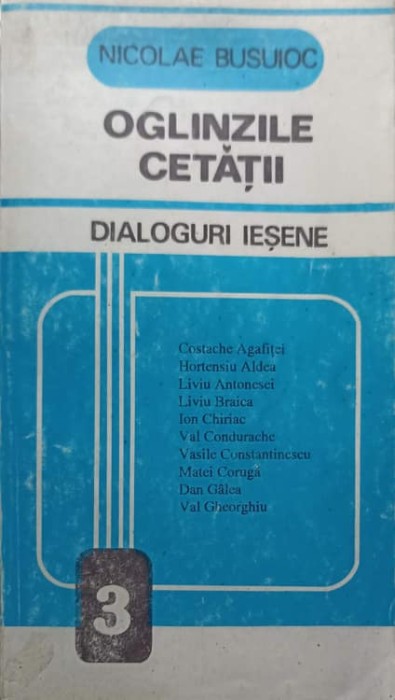 NICOLAE BUSUIOC
OGLINZILE
CETĂȚII
DIALOGURI IEȘENE
Costache Agafiței
Hortensiu Aldea
Liviu Antonesei
Liviu Braica
Ion Chiriac
Val Condurache
Vasile Constantinescu
Matei Corugă
Dan Gâlea
Val Gheorghiu
3